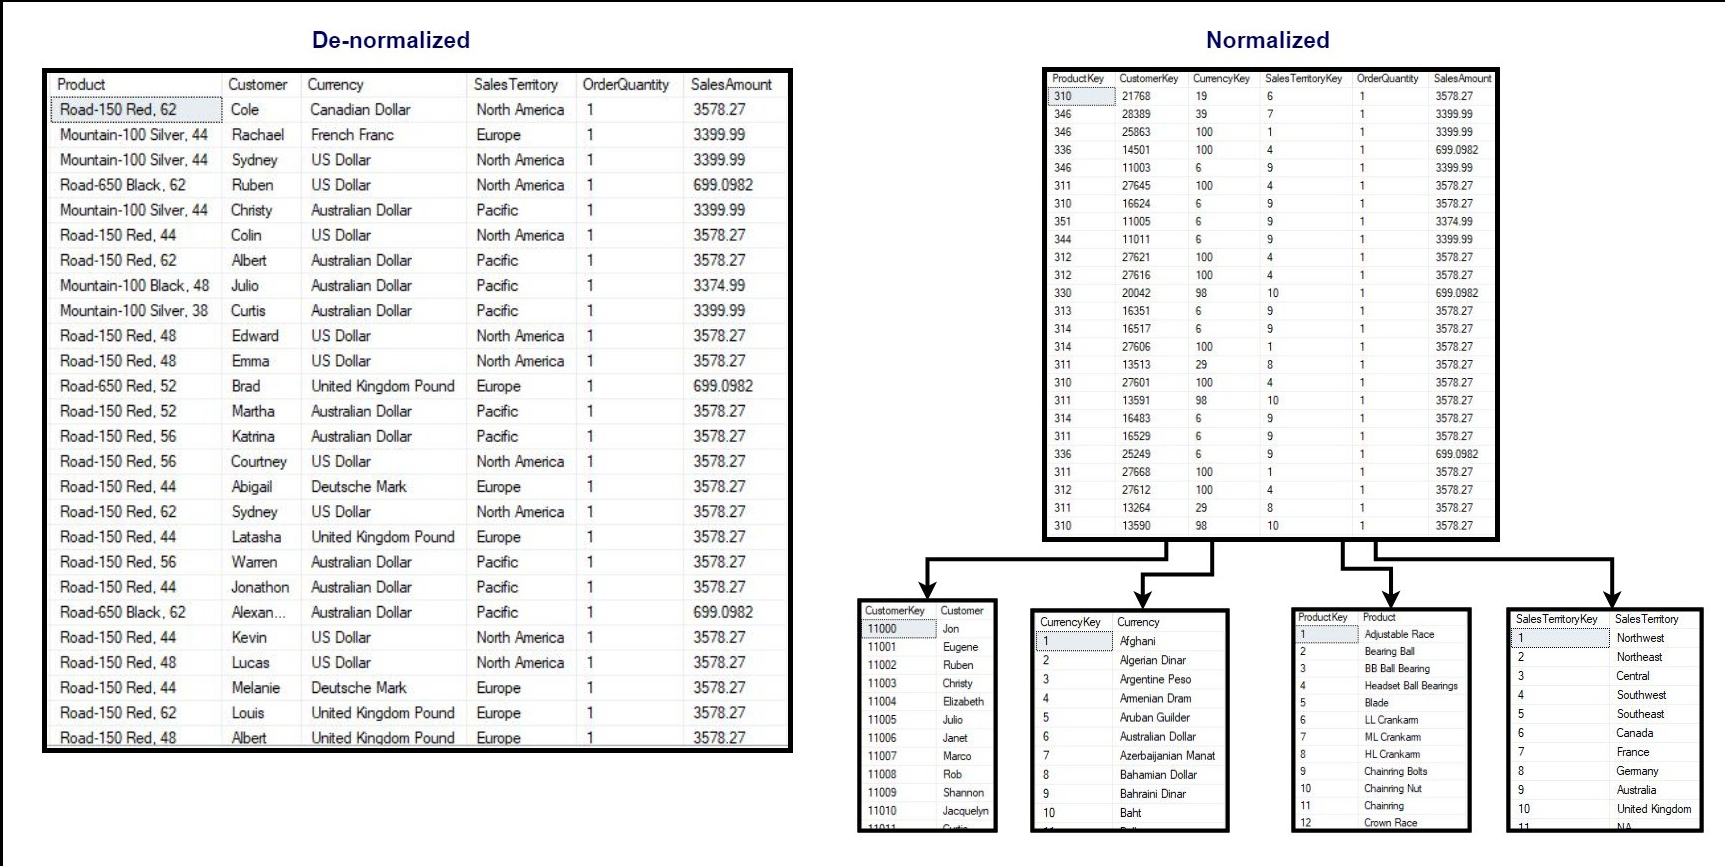 De-normalized
Product Customer Currency SalesTerritory OrderQuantity SalesAmount
Road-150 Red, 62 Cole Canadian Dollar North America 1 3578.27
Mountain-100 Silver, 44 Rachael French Franc Europe 1 3399.99
Mountain-100 Silver, 44 Sydney US Dollar North America 1 3399.99
Road-650 Black, 62 Ruben US Dollar North America 1 699.0982
Mountain-100 Silver, 44 Christy Australian Dollar Pacific 1 3399.99
Road-150 Red, 44 Colin US Dollar North America 1 3578.27
Road-150 Red, 62 Albert Australian Dollar Pacific 1 3578.27
Mountain-100 Black, 48 Julio Australian Dollar Pacific 1 3374.99
Mountain-100 Silver, 38 Curtis Australian Dollar Pacific 1 3399.99
Road-150 Red, 48 Edward US Dollar North America 1 3578.27
Road-150 Red, 48 Emma US Dollar North America 1 3578.27
Road-650 Red, 52 Brad United Kingdom Pound Europe 1 699.0982
Road-150 Red, 52 Martha Australian Dollar Pacific 1 3578.27
Road-150 Red, 56 Katrina Australian Dollar Pacific 1 3578.27
Road-150 Red, 56 Courtney US Dollar North America 1 3578.27
Road-150 Red, 44 Abigail Deutsche Mark Europe 1 3578.27
Road-150 Red, 62 Sydney US Dollar North America 1 3578.27
Road-150 Red, 44 Latasha United Kingdom Pound Europe 1 3578.27
Road-150 Red, 56 Warren Australian Dollar Pacific 1 3578.27
Road-150 Red, 44 Jonathon Australian Dollar Pacific 1 3578.27
Road-650 Black, 62 Alexan... Australian Dollar Pacific 1 699.0982
Road-150 Red, 44 Kevin US Dollar North America 1 3578.27
Road-150 Red, 48 Lucas US Dollar North America 1 3578.27
Road-150 Red, 44 Melanie Deutsche Mark Europe 1 3578.27
Road-150 Red, 62 Louis United Kingdom Pound Europe 1 3578.27
Road-150 Red, 48 Albert United Kingdom Pound Europe 1 3578.27
Normalized
ProductKey CustomerKey CurrencyKey SalesTerritoryKey OrderQuantity SalesAmount
310 21768 19 6 1 3578.27
346 28389 39 7 1 3399.99
346 25863 100 1 1 3399.99
336 14501 100 4 1 699.0982
346 11003 6 9 1 3399.99
311 27645 100 4 1 3578.27
310 16624 6 9 1 3578.27
351 11005 6 9 1 3374.99
344 11011 6 9 1 3399.99
312 27621 100 4 1 3578.27
312 27616 100 4 1 3578.27
330 20042 98 10 1 699.0982
313 16351 6 9 1 3578.27
314 16517 6 9 1 3578.27
314 27606 100 1 1 3578.27
311 13513 29 8 1 3578.27
310 27601 100 4 1 3578.27
311 13591 98 10 1 3578.27
314 16483 6 9 1 3578.27
311 16529 6 9 1 3578.27
336 25249 6 9 1 699.0982
311 27668 100 1 1 3578.27
312 27612 100 4 1 3578.27
311 13264 29 8 1 3578.27
310 13590 98 10 1 3578.27
CustomerKey Customer
11000 Jon
11001 Eugene
11002 Ruben
11003 Christy
11004 Elizabeth
11005 Julio
11006 Janet
11007 Marco
11008 Rob
11009 Shannon
11010 Jacquelyn
11011 Curtis
CurrencyKey Currency
1 Afghani
2 Algerian Dinar
3 Argentine Peso
4 Armenian Dram
5 Aruban Guilder
6 Australian Dollar
7 Azerbaijanian Manat
8 Bahamian Dollar
9 Bahraini Dinar
10 Baht
11
ProductKey Product
1 Adjustable Race
2 Bearing Ball
3 BB Ball Bearing
4 Headset Ball Bearings
5 Blade
6 LL Crankarm
7 ML Crankarm
8 HL Crankarm
9 Chainring Bolts
10 Chainring Nut
11 Chainring
12 Crown Race
SalesTerritoryKey SalesTerritory
1 Northwest
2 Northeast
3 Central
4 Southwest
5 Southeast
6 Canada
7 France
8 Germany
9 Australia
10 United Kingdom
11 NA